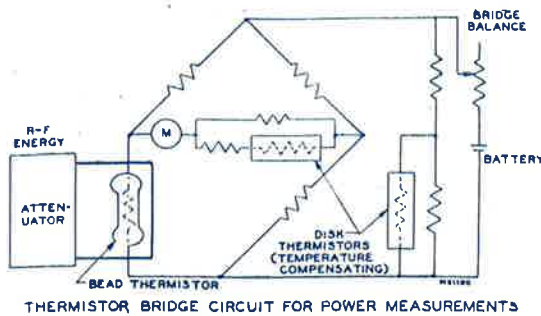 BRIDGE
BALANCE
R-F
ENERGY
M
ATTEN-
UATOR
BATTERY
DISK
THERMISTORS
(TEMPERATURE
COMPENSATING)
BEAD THERMISTOR
THERMISTOR BRIDGE CIRCUIT FOR POWER MEASUREMENTS